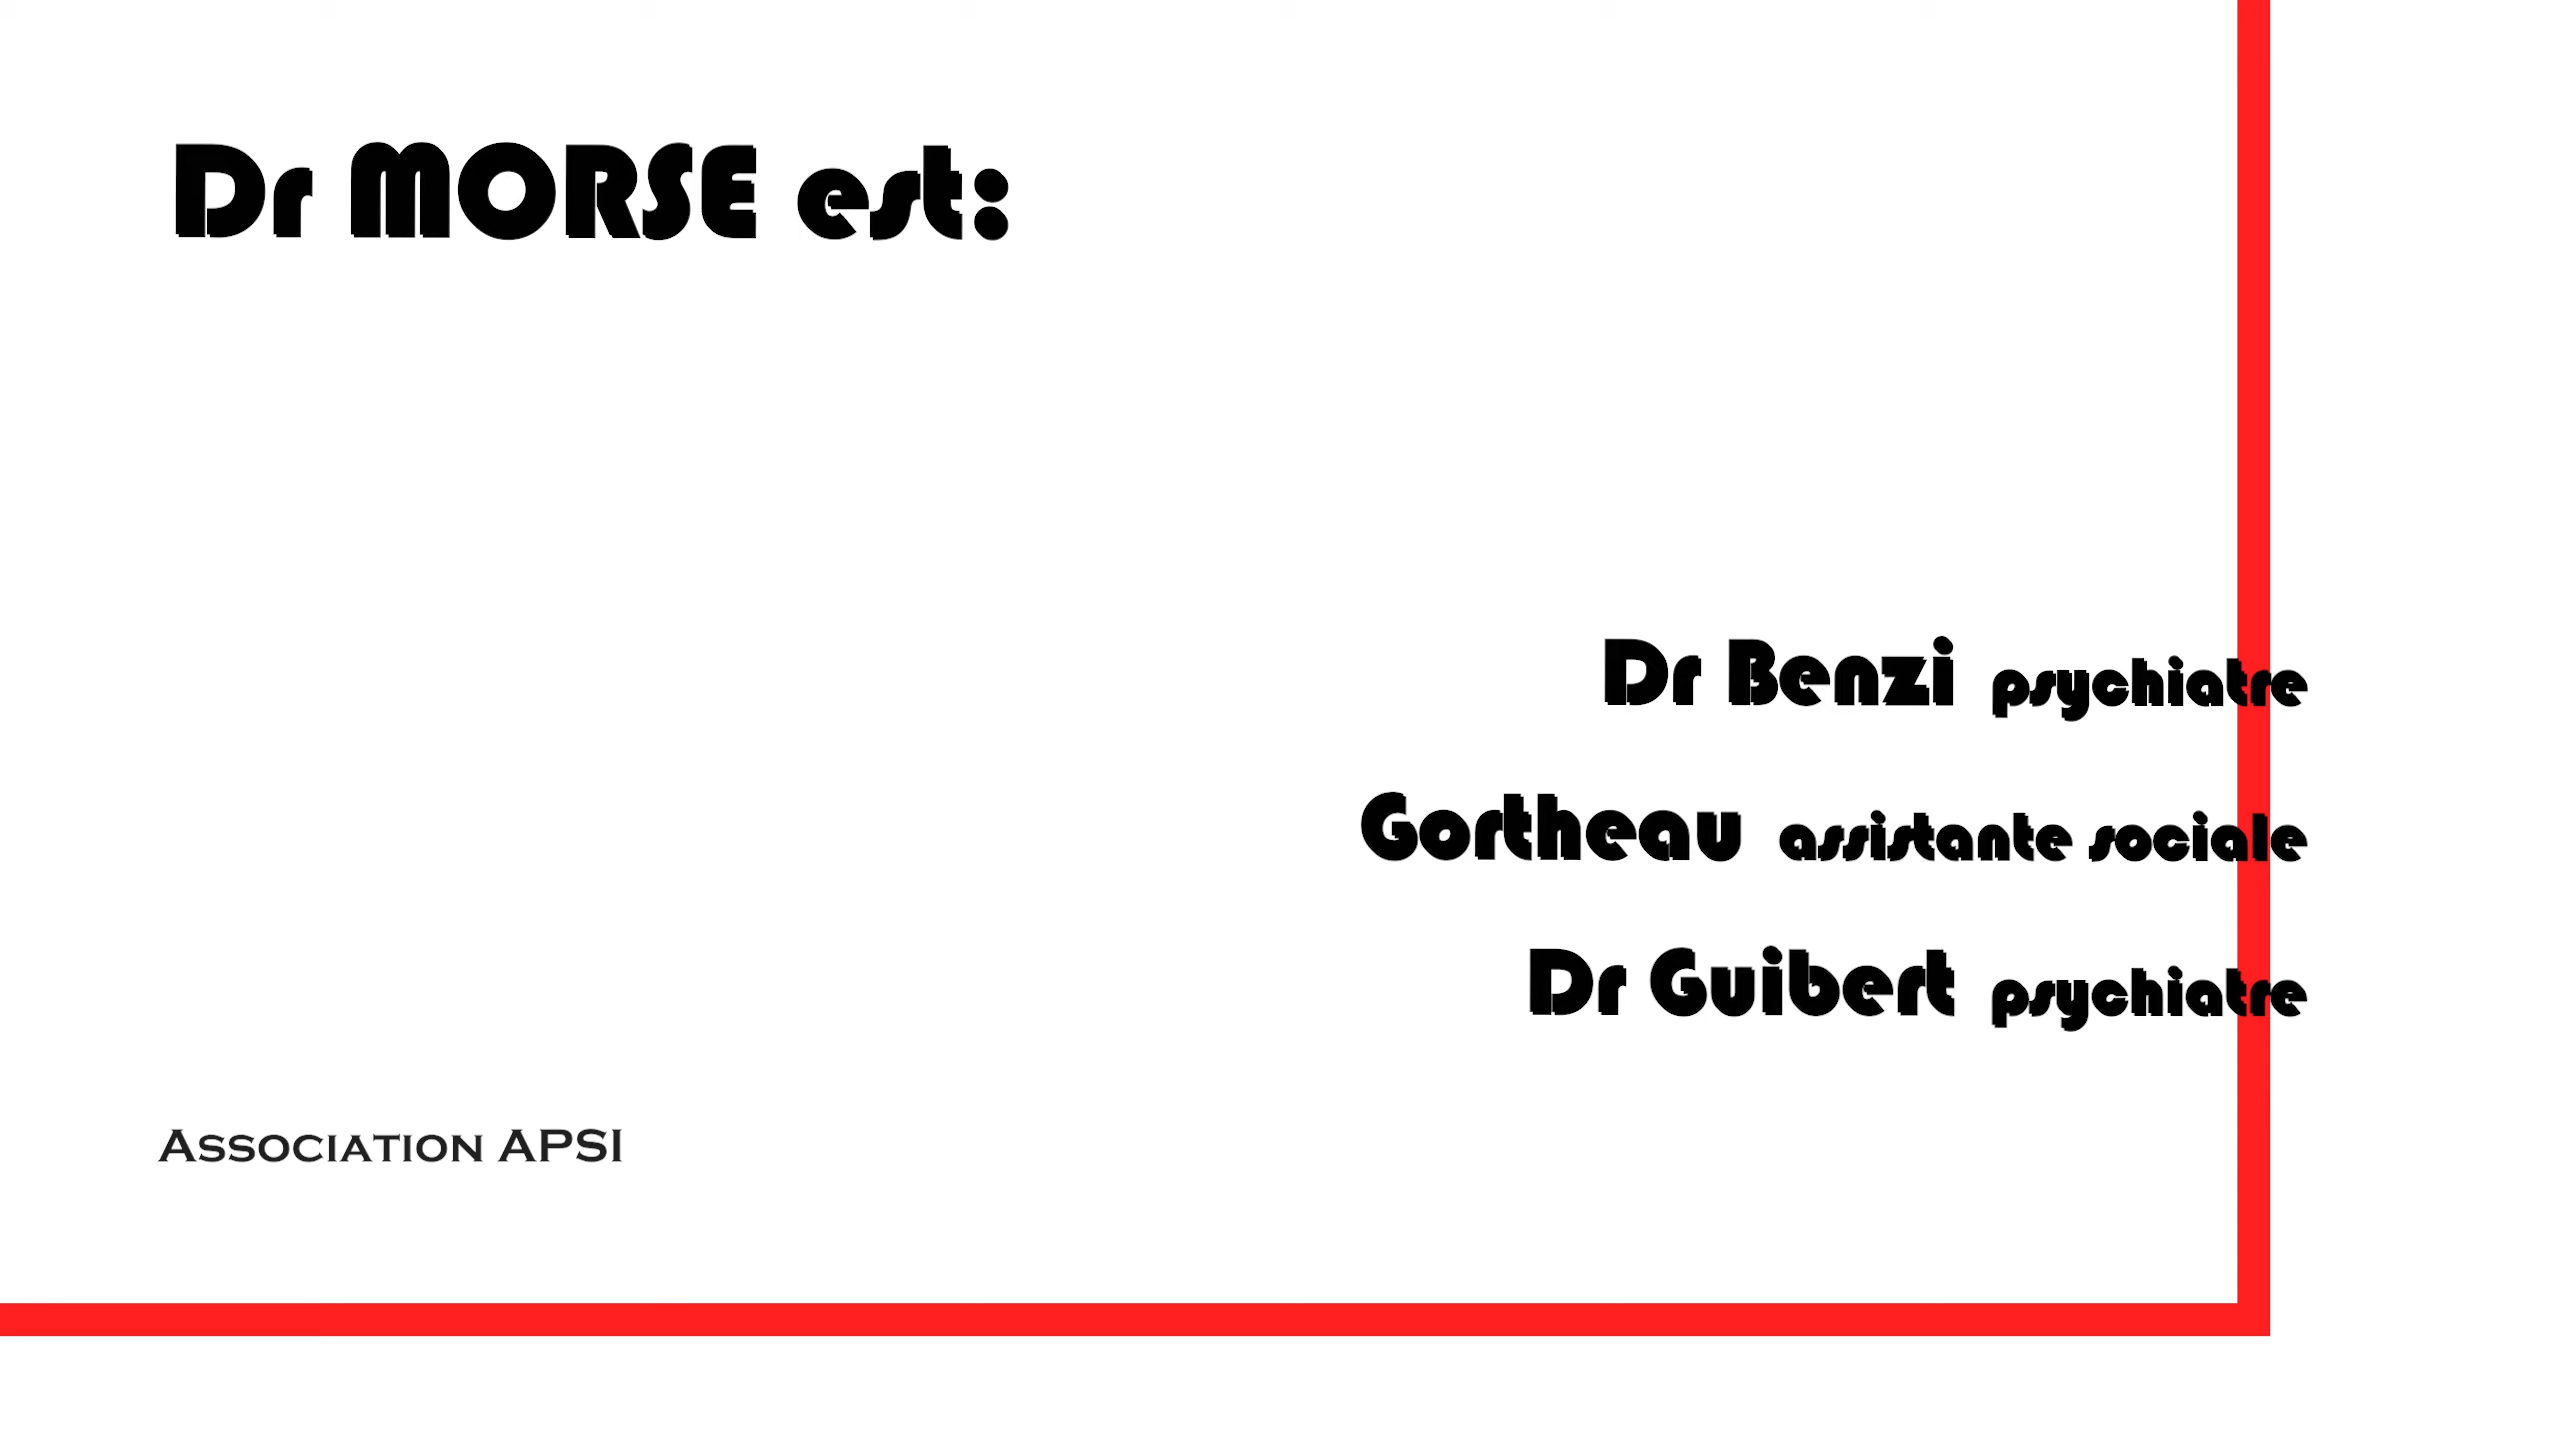 Dr MORSE est:
Dr Benzi psychiatre
Gortheau assistante sociale
Dr Guibert psychiatre
Association APSI